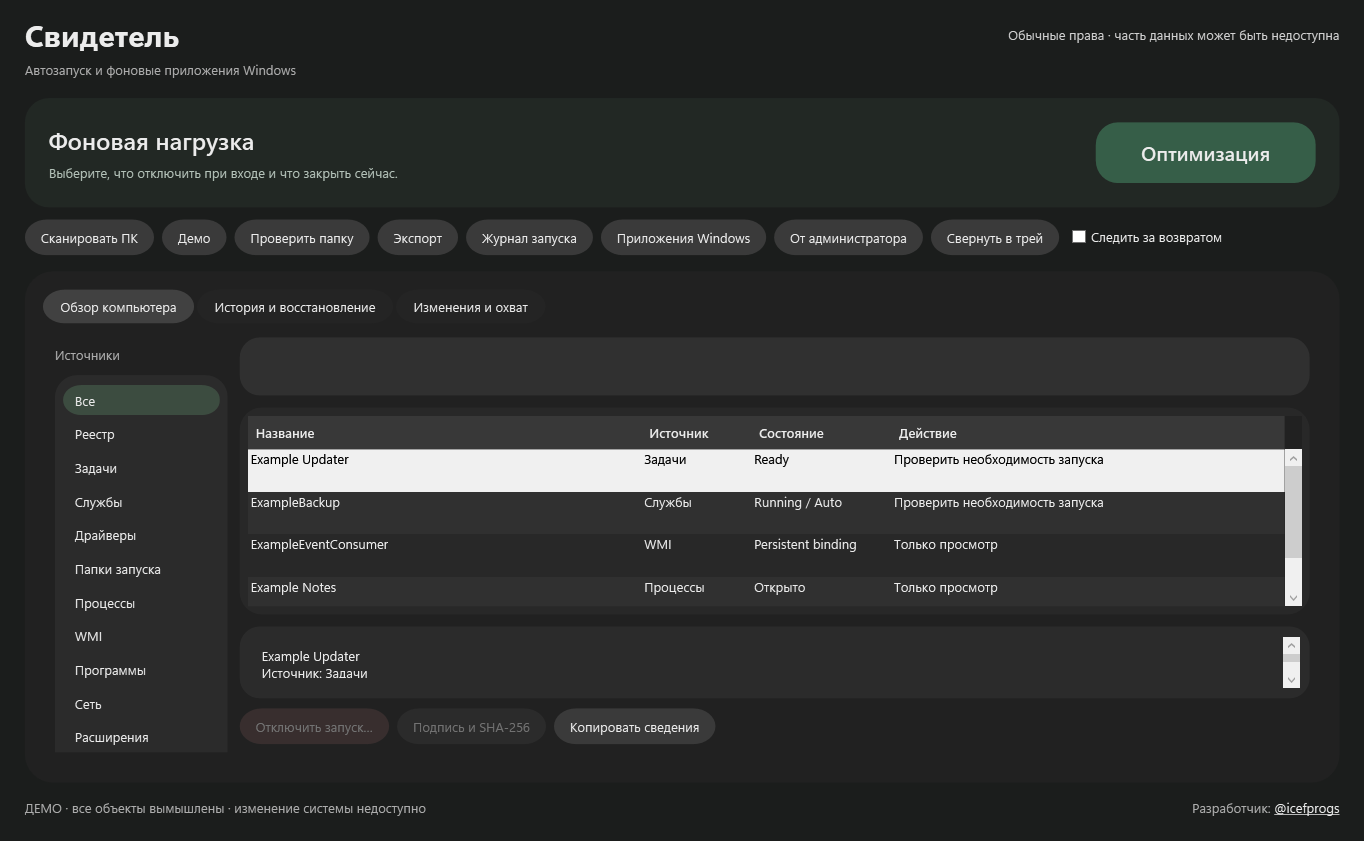 Свидетель
Обычные права · часть данных может быть недоступна
Автозапуск и фоновые приложения Windows
Фоновая нагрузка
Выберите, что отключить при входе и что закрыть сейчас.
Оптимизация
Сканировать ПК Демо Проверить папку Экспорт Журнал запуска Приложения Windows От администратора Свернуть в трей Следить за возвратом
Обзор компьютера История и восстановление Изменения и охват
Источники
Все
Реестр
Задачи
Службы
Драйверы
Папки запуска
Процессы
WMI
Программы
Сеть
Расширения
Название Источник Состояние Действие
Example Updater Задачи Ready Проверить необходимость запуска
ExampleBackup Службы Running / Auto Проверить необходимость запуска
ExampleEventConsumer WMI Persistent binding Только просмотр
Example Notes Процессы Открыто Только просмотр
Example Updater
Источник: Задачи
Отключить запуск... Подпись и SHA-256 Копировать сведения
ДЕМО · все объекты вымышлены · изменение системы недоступно
Разработчик: @icefprogs